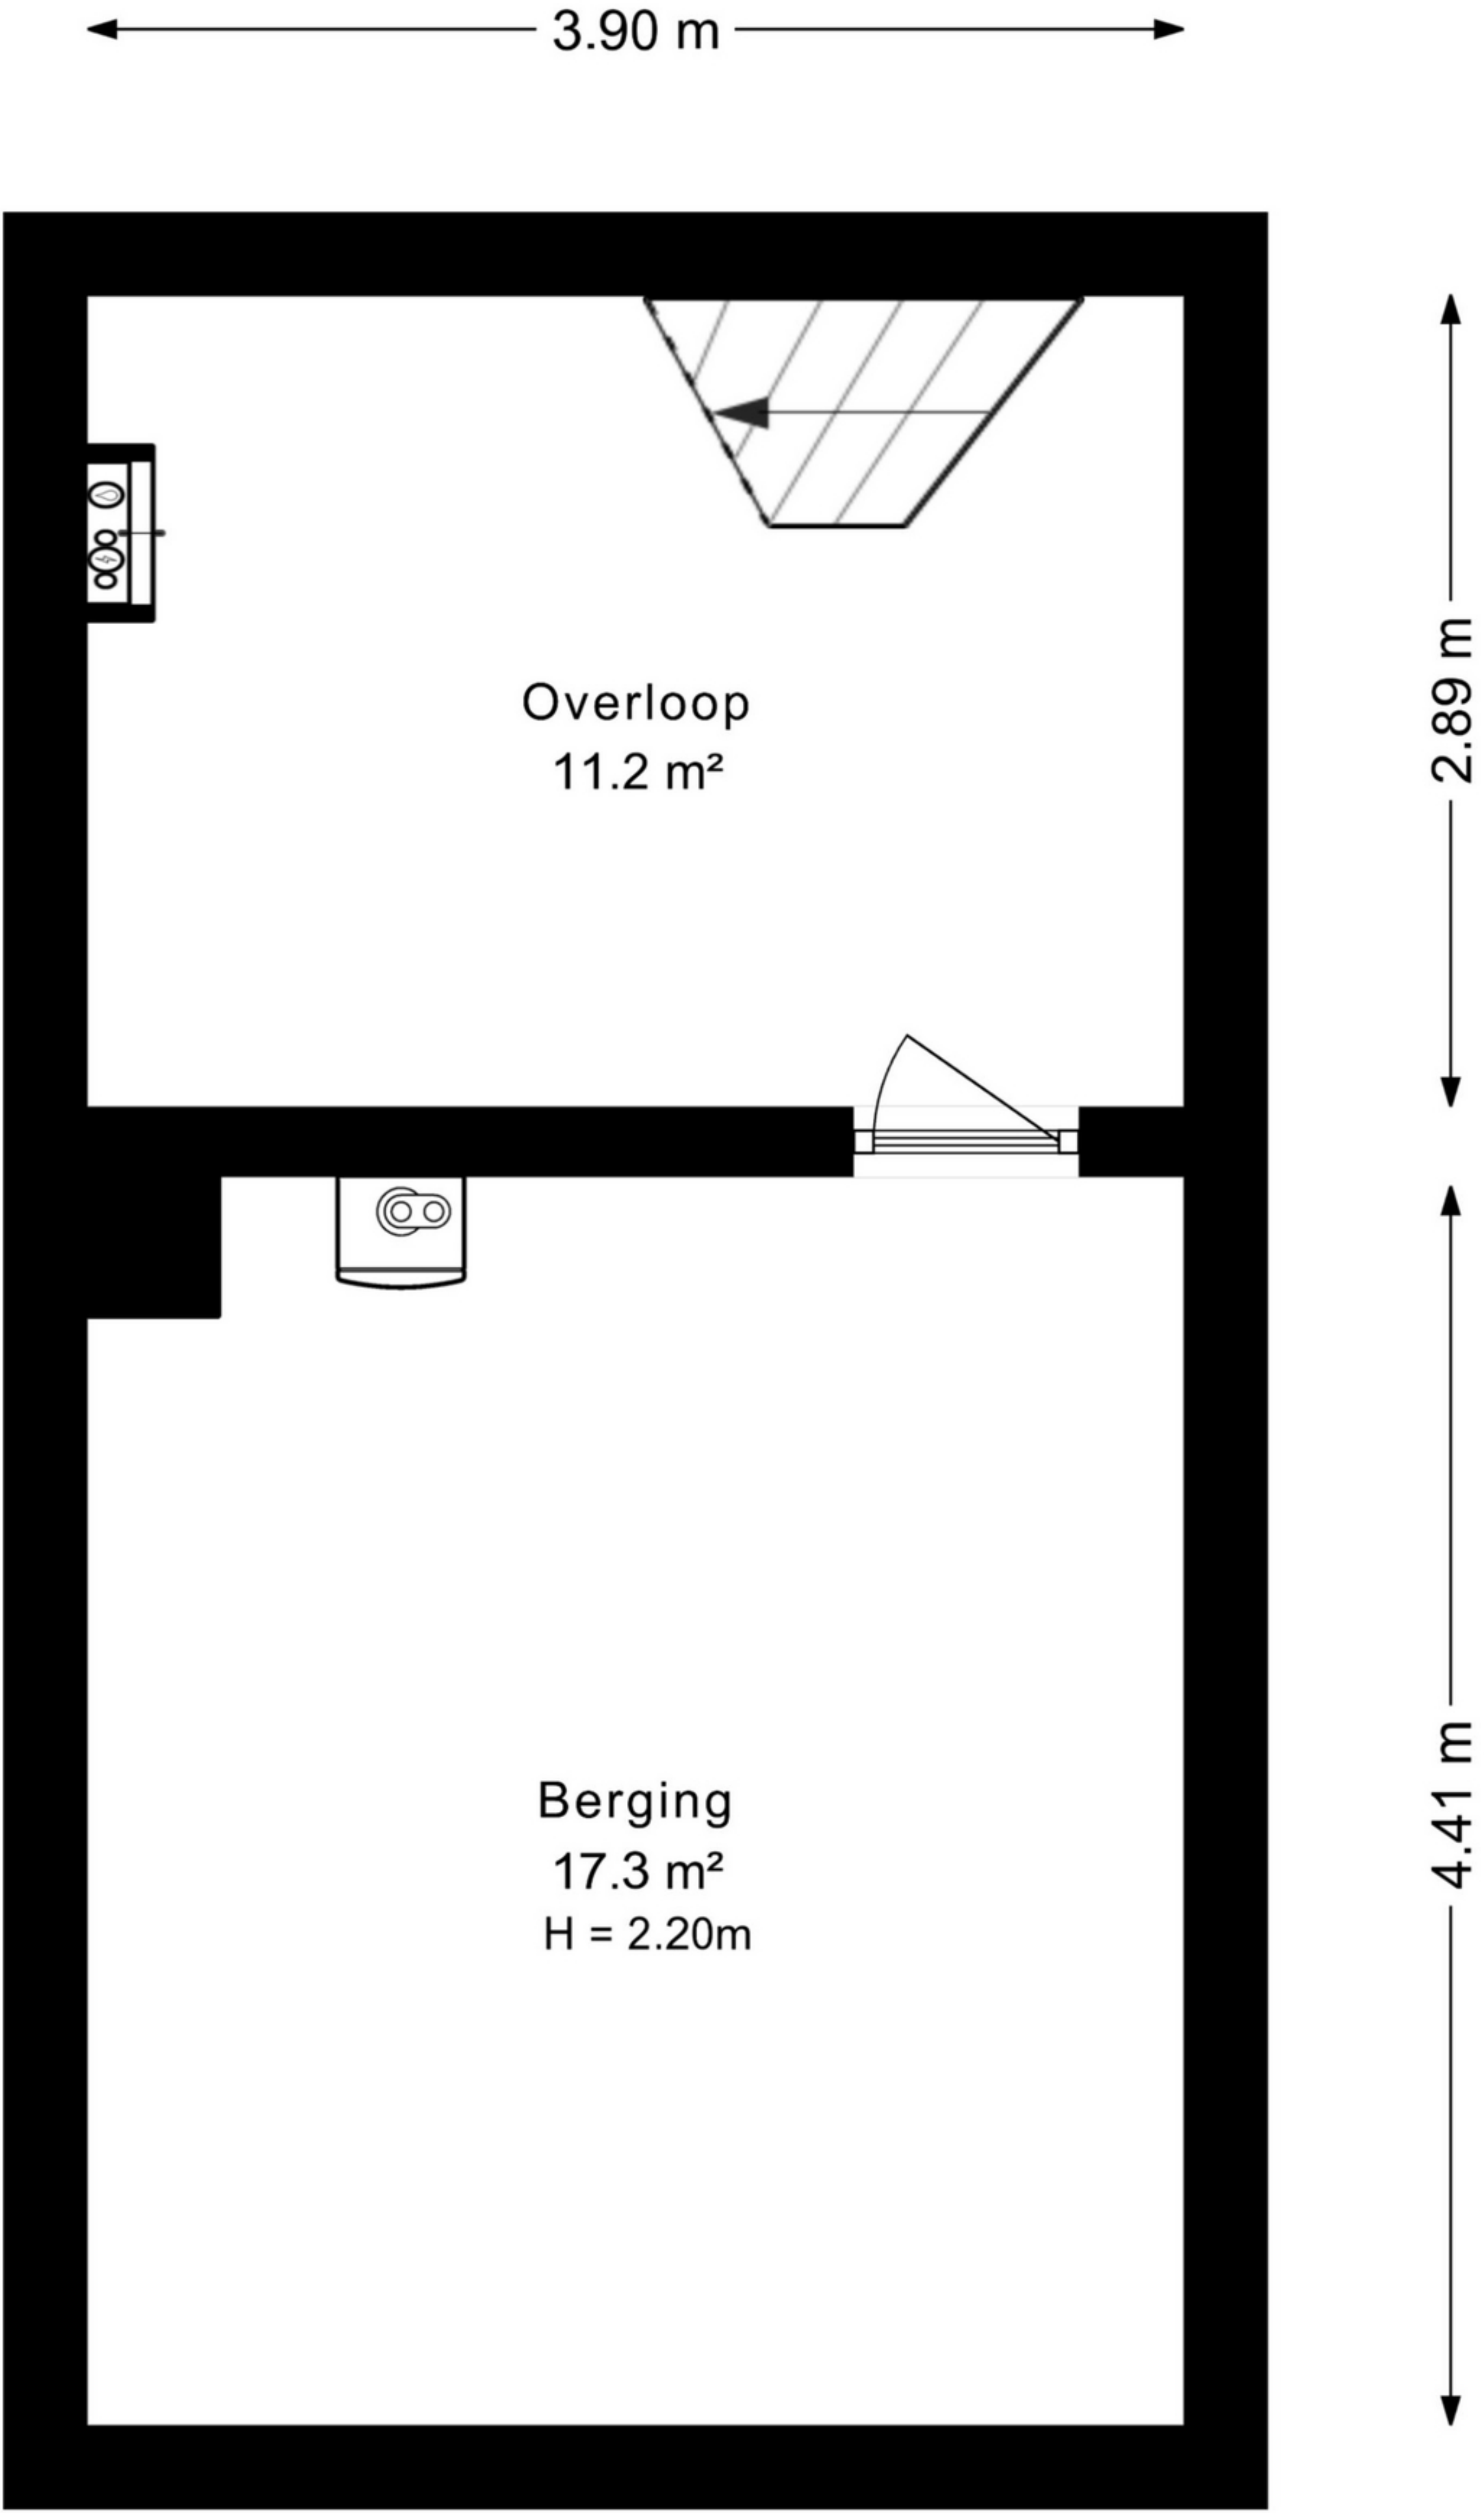 3.90 m
2.89 m
Overloop
11.2 m²
4.41 m
Berging
17.3 m²
H = 2.20m